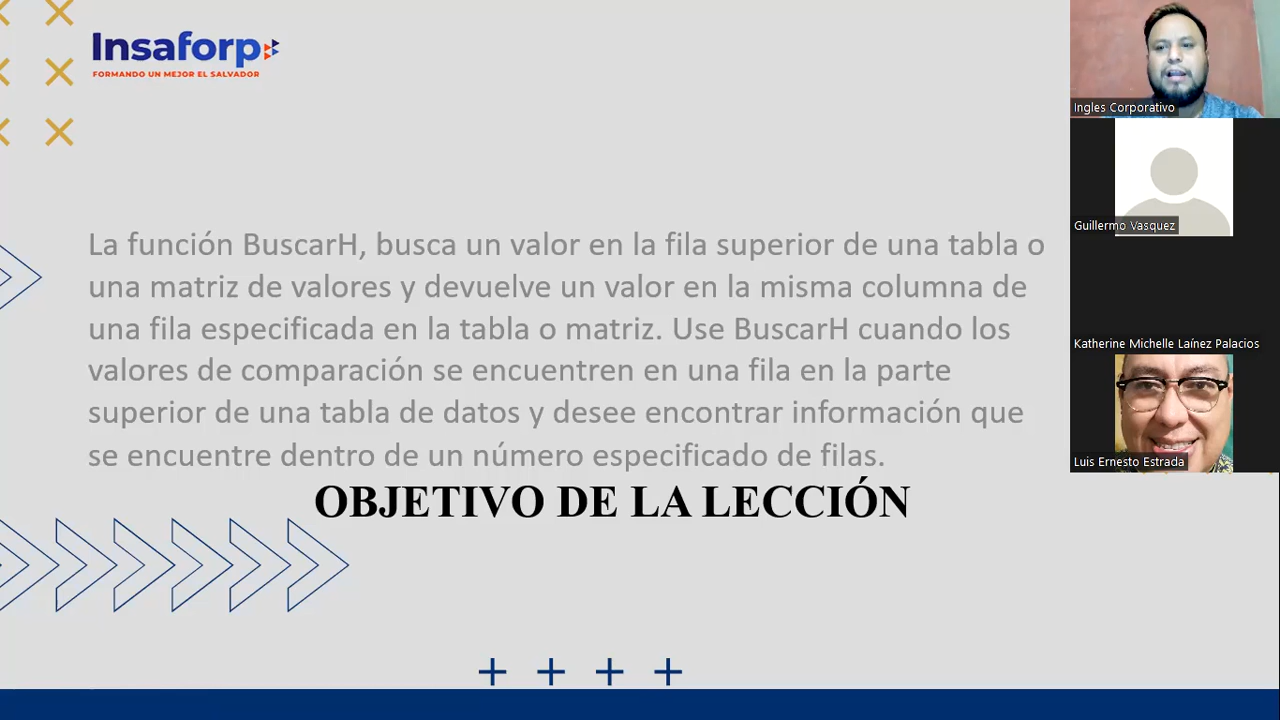 Insaforp
FORMANDO UN MEJOR EL SALVADOR
La función BuscarH, busca un valor en la fila superior de una tabla o
una matriz de valores y devuelve un valor en la misma columna de
una fila especificada en la tabla o matriz. Use BuscarH cuando los
valores de comparación se encuentren en una fila en la parte
superior de una tabla de datos y desee encontrar información que
se encuentre dentro de un número especificado de filas.
OBJETIVO DE LA LECCIÓN
Ingles Corporativo
Guillermo Vasquez
Katherine Michelle Laínez Palacios
Luis Ernesto Estrada